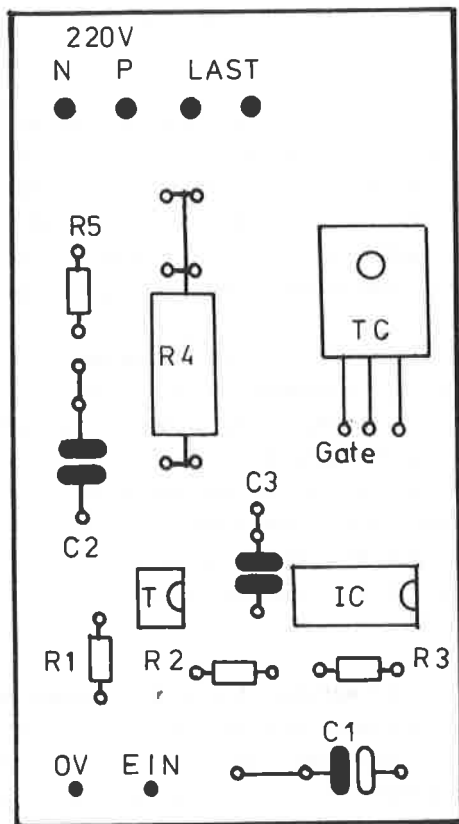 220V
N P LAST
R5
TC
R4
Gate
C3
C2
T
IC
R1
R2
R3
C1
0V EIN